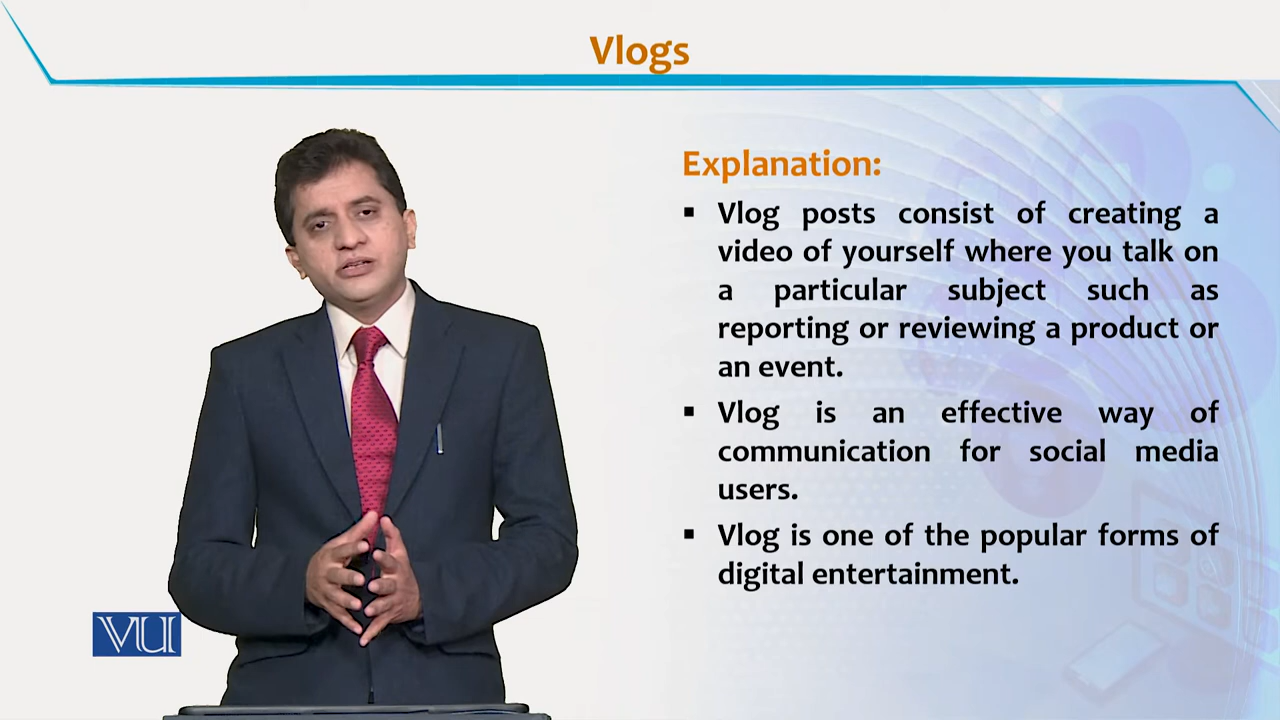 Vlogs
Explanation:
▪ Vlog posts consist of creating a
video of yourself where you talk on
a particular subject such as
reporting or reviewing a product or
an event.
▪ Vlog is an effective way of
communication for social media
users.
▪ Vlog is one of the popular forms of
digital entertainment.
VU